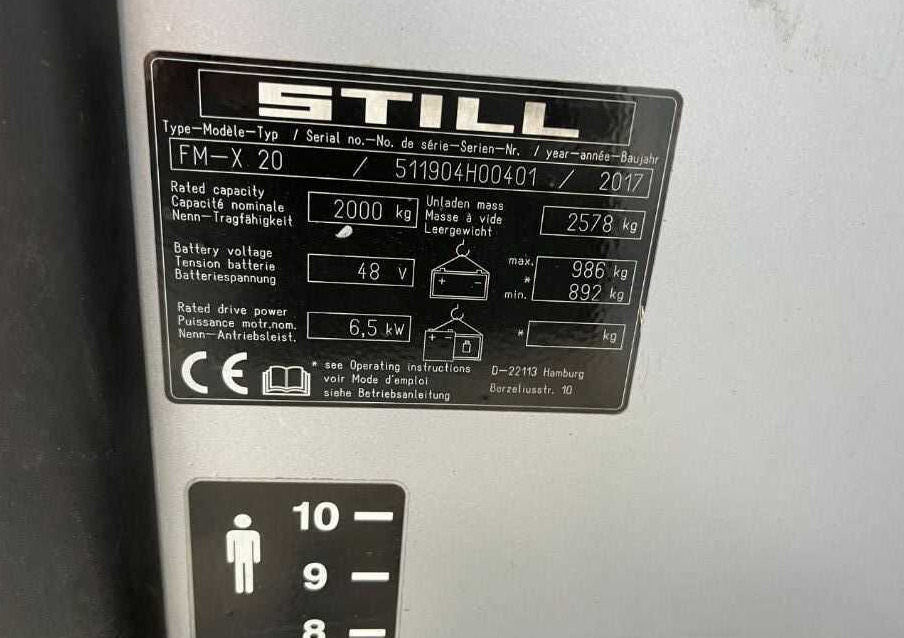 STILL
Type-Modèle-Typ / Serial no.-No. de série-Serien-Nr. / year-année-Baujahr
FM-X 20 / 511904H00401 / 2017
Rated capacity
Capacité nominale
Nenn-Tragfähigkeit
2000 kg
Unladen mass
Masse à vide
Leergewicht
2578 kg
Battery voltage
Tension batterie
Batteriespannung
48 V
+ -
max. 986 kg
*
min. 892 kg
Rated drive power
Puissance motr.nom.
Nenn-Antriebsleist.
6,5 kW
+ -
* kg
CE
* see Operating instructions
voir Mode d'emploi
siehe Betriebsanleitung
D-22113 Hamburg
Berzeliusstr. 10
10
9
8